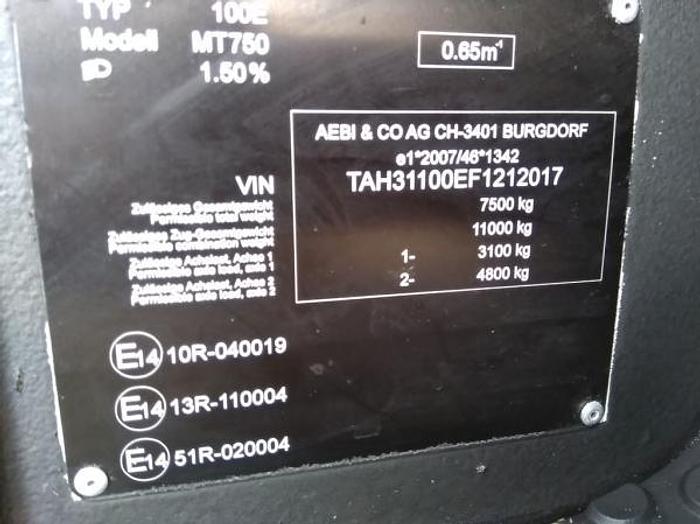 TYP 100E
Modell MT750
1.50%
0.65m⁻¹
AEBI & CO AG CH-3401 BURGDORF
e1*2007/46*1342
VIN TAH31100EF1212017
Zulässiges Gesamtgewicht 7500 kg
Permissible total weight
Zulässiges Zug-Gesamtgewicht 11000 kg
Permissible combination weight
Zulässige Achslast, Achse 1 1- 3100 kg
Permissible axle load, axle 1
Zulässige Achslast, Achse 2 2- 4800 kg
Permissible axle load, axle 2
E14 10R-040019
E14 13R-110004
E14 51R-020004